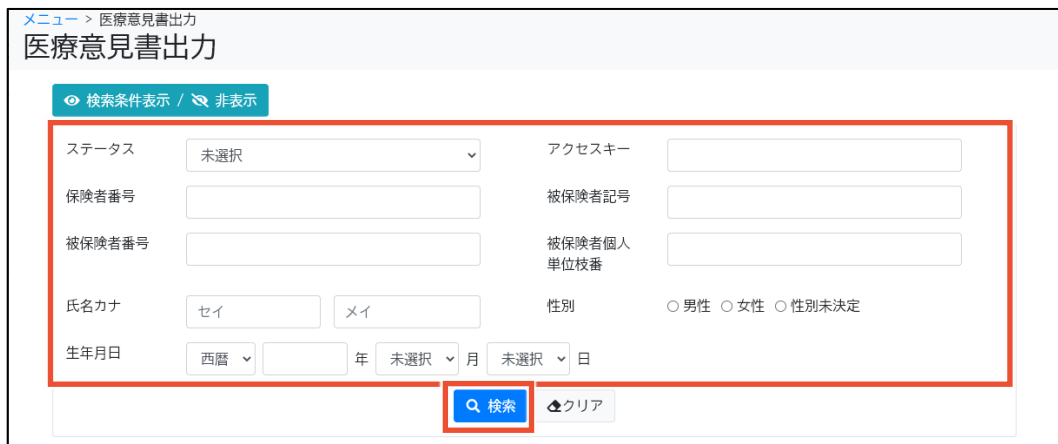 メニュー > 医療意見書出力
医療意見書出力
検索条件表示 / 非表示
ステータス 未選択 アクセスキー
保険者番号 被保険者記号
被保険者番号 被保険者個人
単位枝番
氏名カナ セイ メイ 性別 男性 女性 性別未決定
生年月日 西暦 年 未選択 月 未選択 日
検索 クリア